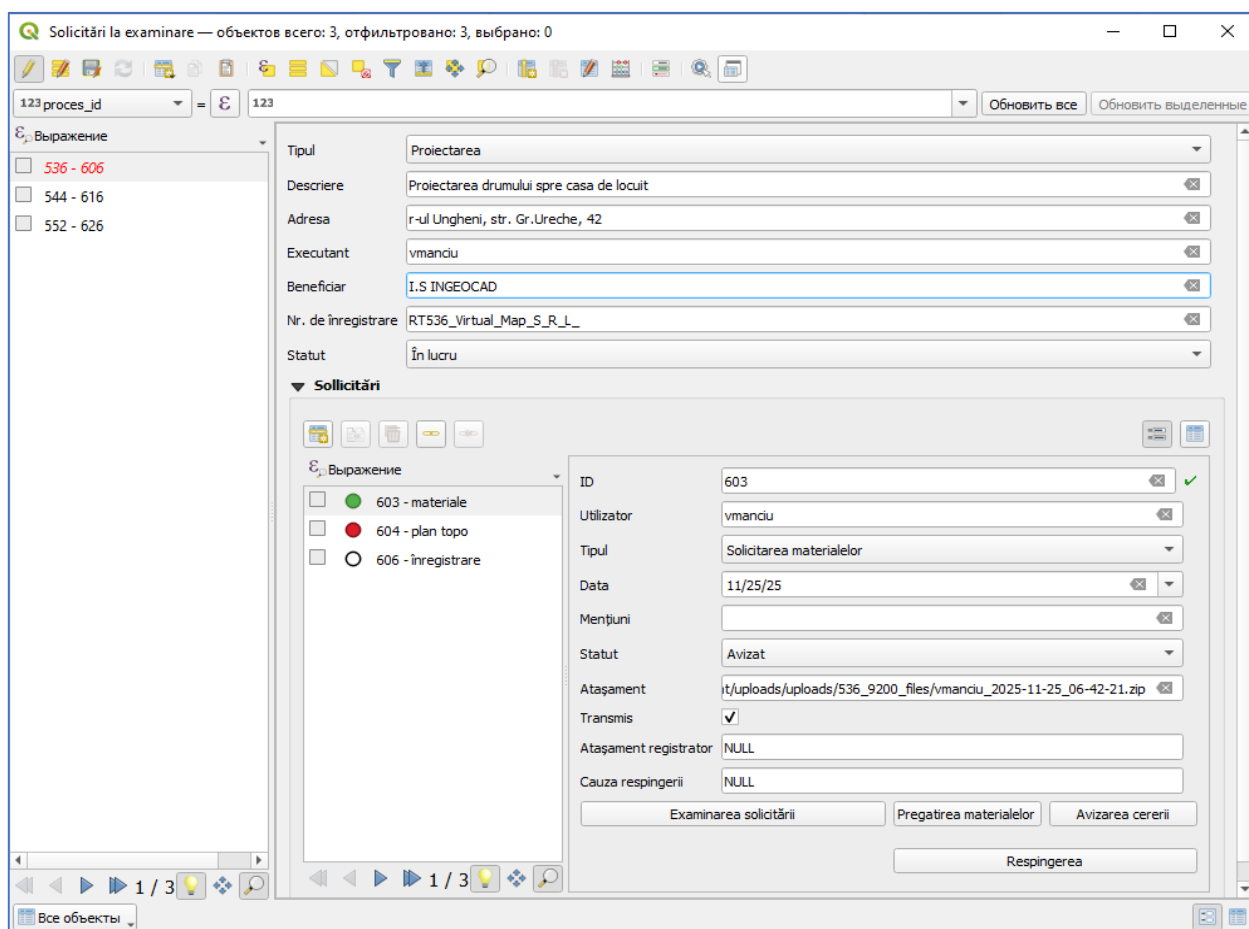 Solicitări la examinare — объектов всего: 3, отфильтровано: 3, выбрано: 0
123 proces_id = ε 123 Обновить все Обновить выделенные
Выражение
536 - 606
544 - 616
552 - 626
1 / 3
Все объекты
Tipul Proiectarea
Descriere Proiectarea drumului spre casa de locuit
Adresa r-ul Ungheni, str. Gr.Ureche, 42
Executant vmanciu
Beneficiar I.S INGEOCAD
Nr. de înregistrare RT536_Virtual_Map_S_R_L_
Statut În lucru
Sollicitări
Выражение
603 - materiale
604 - plan topo
606 - înregistrare
1 / 3
ID 603
Utilizator vmanciu
Tipul Solicitarea materialelor
Data 11/25/25
Mențiuni
Statut Avizat
Atașament it/uploads/uploads/536_9200_files/vmanciu_2025-11-25_06-42-21.zip
Transmis
Atașament registrator NULL
Cauza respingerii NULL
Examinarea solicitării Pregatirea materialelor Avizarea cererii
Respingerea